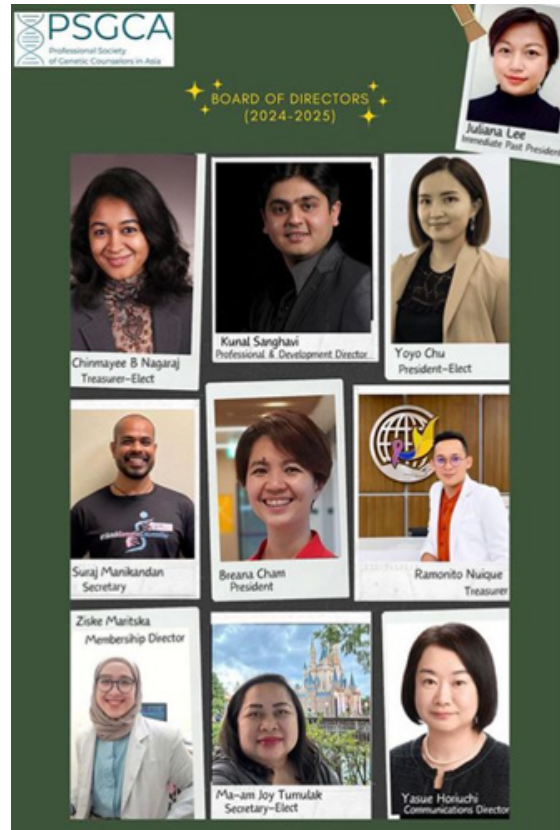 PSGCA
Professional Society
of Genetic Counselors in Asia
BOARD OF DIRECTORS
(2024-2025)
Juliana Lee
Immediate Past President
Chinmayee B Nagaraj
Treasurer-Elect
Kunal Sanghavi
Professional & Development Director
Yoyo Chu
President-Elect
Suraj Manikandan
Secretary
Breana Cham
President
Ramonito Nuique
Treasurer
Ziske Maritska
Membersihip Director
Ma-am Joy Tumulak
Secretary-Elect
Yasue Horiuchi
Communications Director